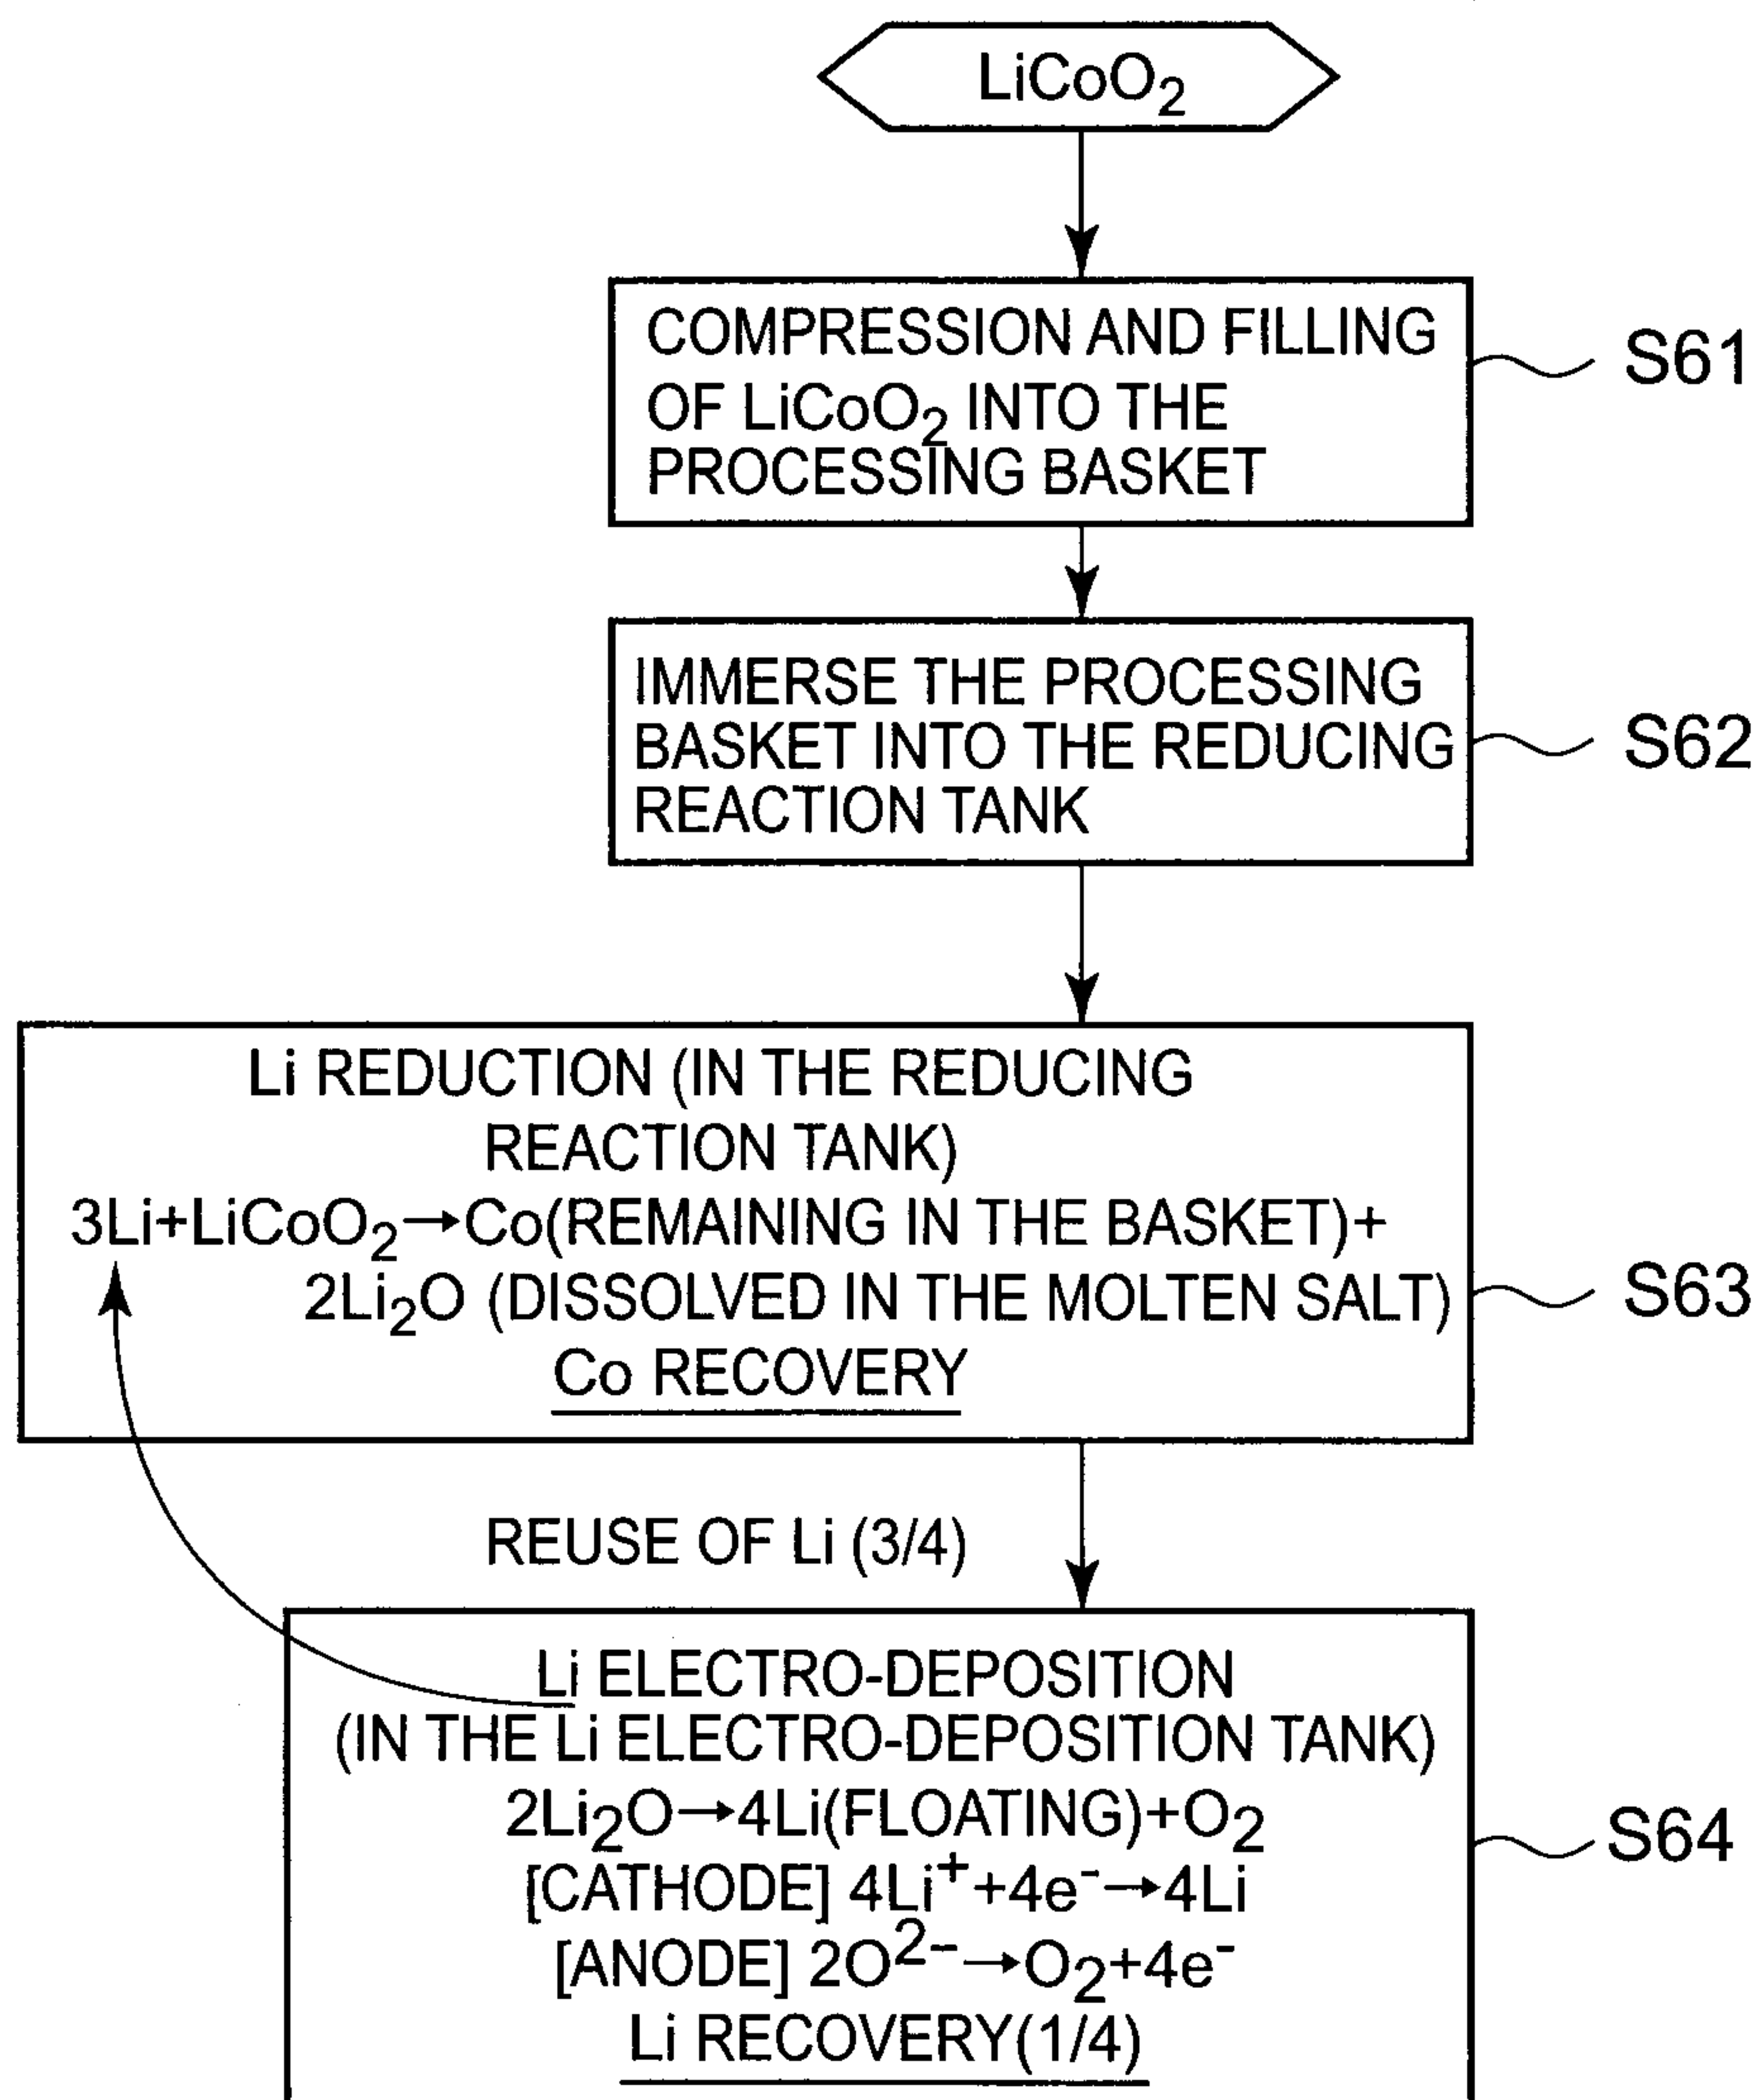 LiCoO₂
COMPRESSION AND FILLING
OF LiCoO₂ INTO THE
PROCESSING BASKET
S61
IMMERSE THE PROCESSING
BASKET INTO THE REDUCING
REACTION TANK
S62
Li REDUCTION (IN THE REDUCING
REACTION TANK)
3Li+LiCoO₂→Co(REMAINING IN THE BASKET)+
2Li₂O (DISSOLVED IN THE MOLTEN SALT)
Co RECOVERY
S63
REUSE OF Li (3/4)
Li ELECTRO-DEPOSITION
(IN THE Li ELECTRO-DEPOSITION TANK)
2Li₂O→4Li(FLOATING)+O₂
[CATHODE] 4Li⁺+4e⁻→4Li
[ANODE] 2O²⁻→O₂+4e⁻
Li RECOVERY(1/4)
S64